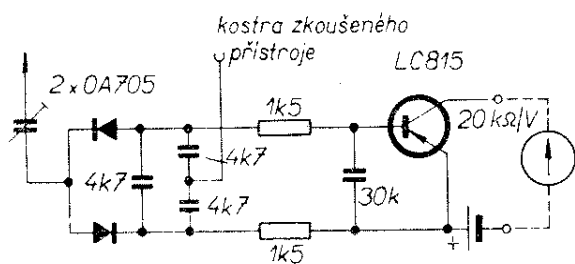 kostra zkoušeného
přístroje
LC815
2×0A705
1k5
20 kΩ/V
4k7
4k7
4k7
30k
1k5
+